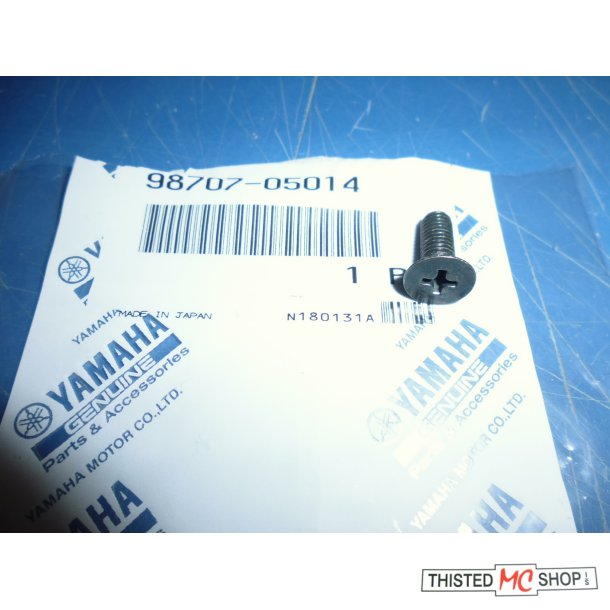 98707-05014
1 P
MADE IN JAPAN
N180131A
YAMAHA
GENUINE
Parts & Accessories
YAMAHA MOTOR CO.,LTD.
YAMAHA
GENUINE
Parts & Accessories
YAMAHA MOTOR CO.,LTD.
YAMAHA
THISTED MC SHOP I/S